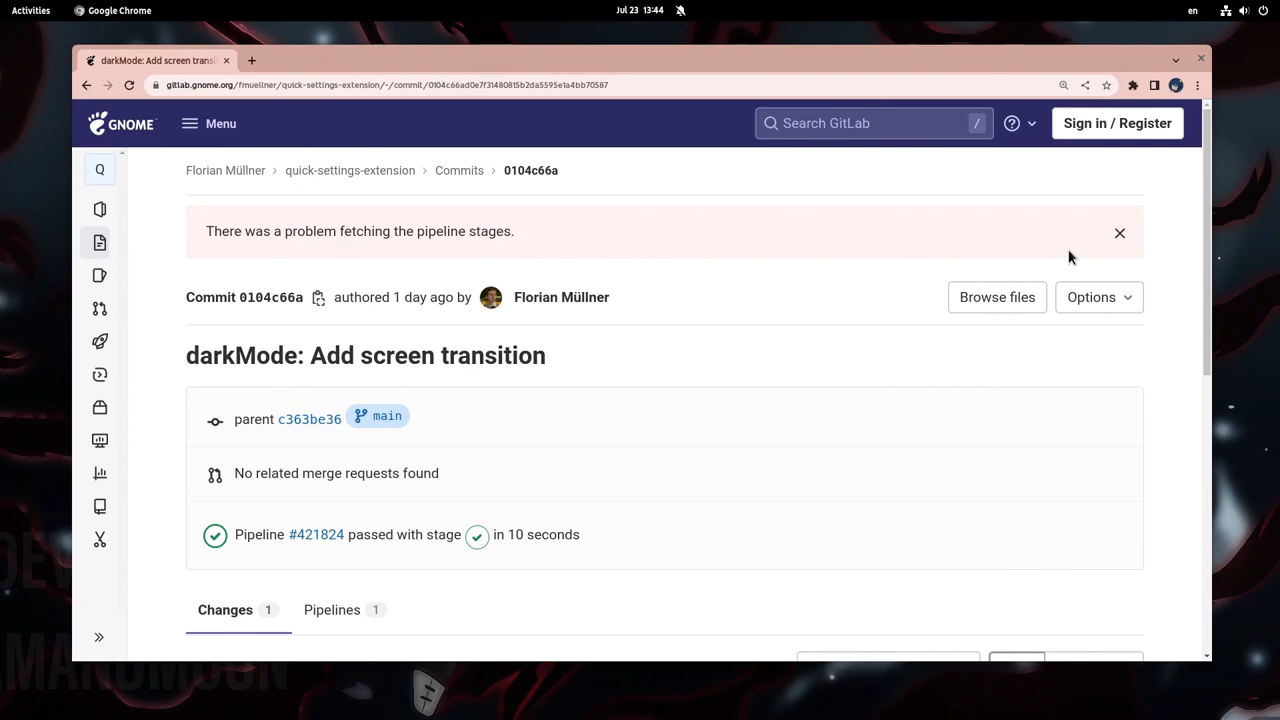 Activities
Google Chrome
Jul 23 13:44
en
darkMode: Add screen transi
gitlab.gnome.org/fmuellner/quick-settings-extension/-/commit/0104c66ad0e7f31480815b2da5595e1a4bb70587
GNOME
Menu
Search GitLab
/
Sign in / Register
Q
Florian Müllner › quick-settings-extension › Commits › 0104c66a
There was a problem fetching the pipeline stages.
Commit 0104c66a authored 1 day ago by Florian Müllner
Browse files
Options
darkMode: Add screen transition
parent c363be36 main
No related merge requests found
Pipeline #421824 passed with stage in 10 seconds
Changes 1
Pipelines 1